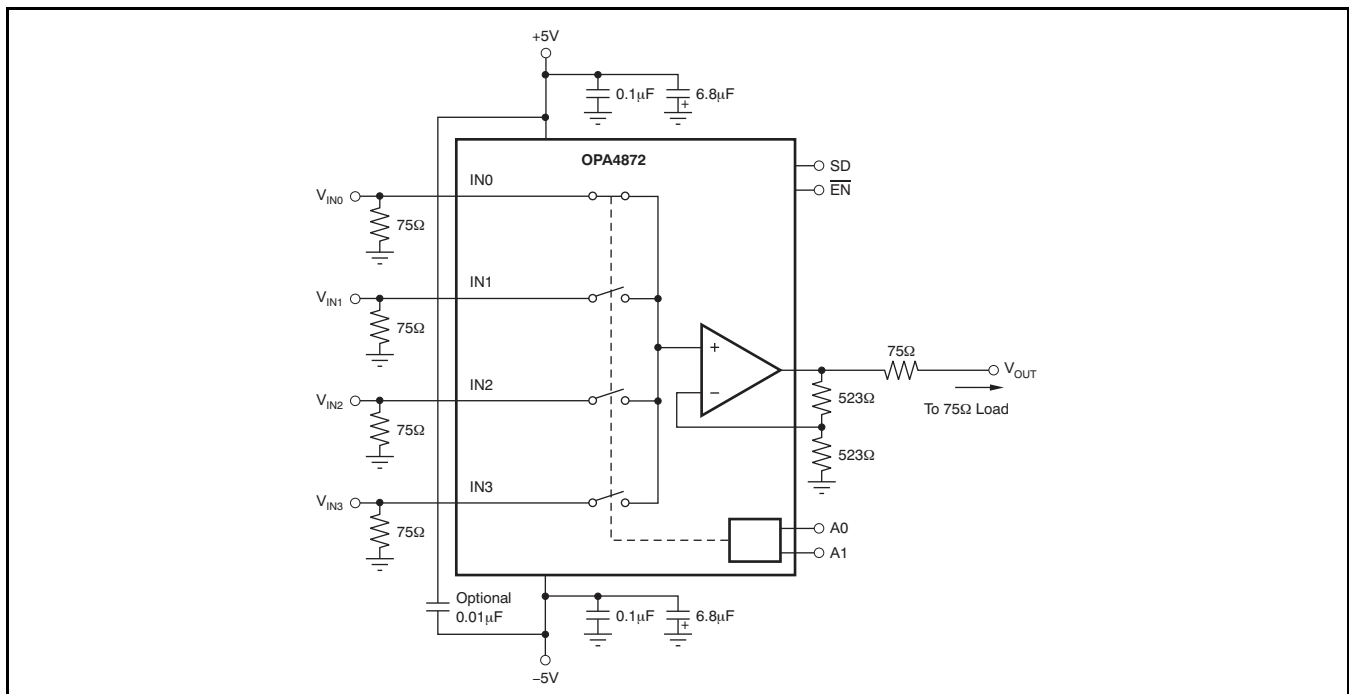 +5V
0.1μF
6.8μF
+
OPA4872
SD
EN
IN0
V_IN0
75Ω
IN1
V_IN1
75Ω
+
−
75Ω
V_OUT
To 75Ω Load
523Ω
523Ω
IN2
V_IN2
75Ω
IN3
V_IN3
75Ω
A0
A1
Optional
0.01μF
0.1μF
6.8μF
+
−5V